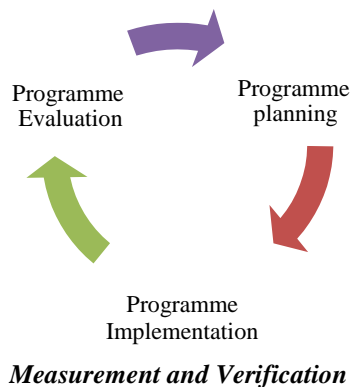 Programme
Evaluation
Programme
planning
Programme
Implementation
Measurement and Verification